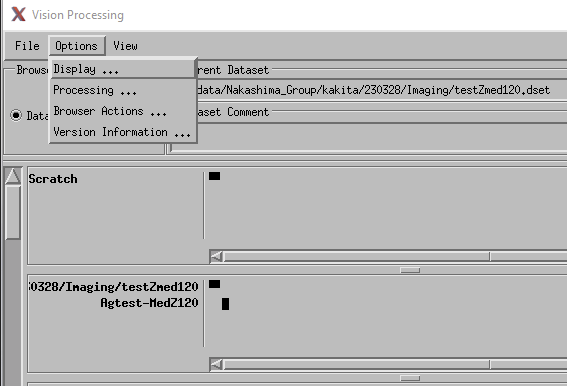 Vision Processing
File Options View
Display ...
Processing ...
Browser Actions ...
Version Information ...
Brows
rent Dataset
data/Nakashima_Group/kakita/230328/Imaging/testZmed120.dset
Data
aset Comment
Scratch
30328/Imaging/testZmed120
Agtest-MedZ120